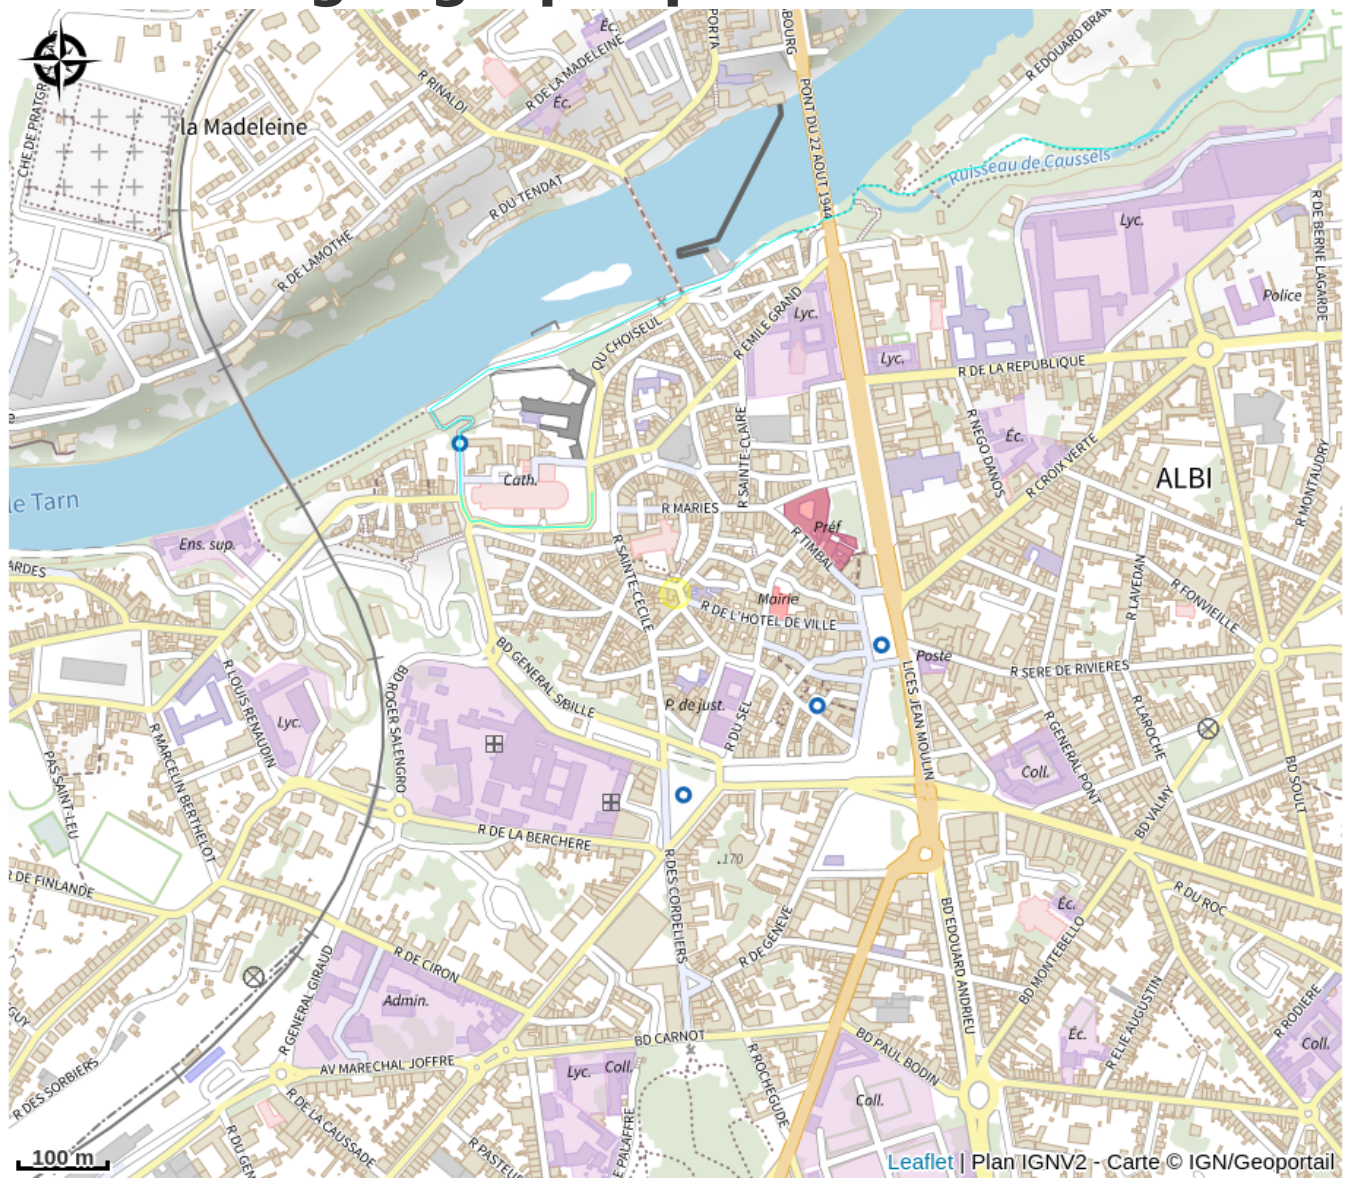 PORTA
BOURG
Éc.
R DE LA MADELEINE
R RINALDI
Éc.
R EDOUARD BRAN
CHE DE PRATGR
la Madeleine
PONT DU 22 AOUT 1944
Ruisseau de Caussels
R DU TENDAT
R DE LAMOTHE
Lyc.
R DE BERNE LAGARDE
Police
QU CHOISEUL
R EMILE GRAND
Lyc.
Lyc.
R DE LA REPUBLIQUE
R SAINTE-CLAIRE
R NEGO DANOS
Éc.
R CROIX VERTE
ALBI
R MONTAUDRY
Cath.
le Tarn
R MARIES
Préf
R TIMBAL
Ens. sup.
ARDES
R SAINTE-CECILE
Mairie
R DE L'HOTEL DE VILLE
R LAVEDAN
R FONVIEILLE
BD GENERAL SIBILLE
Poste
R SERE DE RIVIERES
LICES JEAN MOULIN
R LOUIS RENAUDIN
BD ROGER SALENGRO
Lyc.
P. de just.
R DU SEL
R LAROCHE
R GENERAL PONT
R MARCELIN BERTHELOT
PAS SAINT-LEU
Coll.
BD SOULT
BD VALMY
R DE LA BERCHERE
.170
R DE FINLANDE
R DES CORDELIERS
R DU ROC
Éc.
R DE GENEVE
BD EDOUARD ANDRIEU
BD MONTEBELLO
R DE CIRON
Admin.
R GENERAL GIRAUD
R ELIE AUGUSTIN
R RODIERE
GUY
BD CARNOT
Éc.
Coll.
BD PAUL BODIN
AV MARECHAL JOFFRE
Lyc.
Coll.
R ROCHEGUDE
R DES SORBIERS
R DE LA CAUSSADE
Coll.
R DU GEN
R PASTEUR
E PALAFFRE
100 m
Leaflet | Plan IGNV2 - Carte © IGN/Geoportail